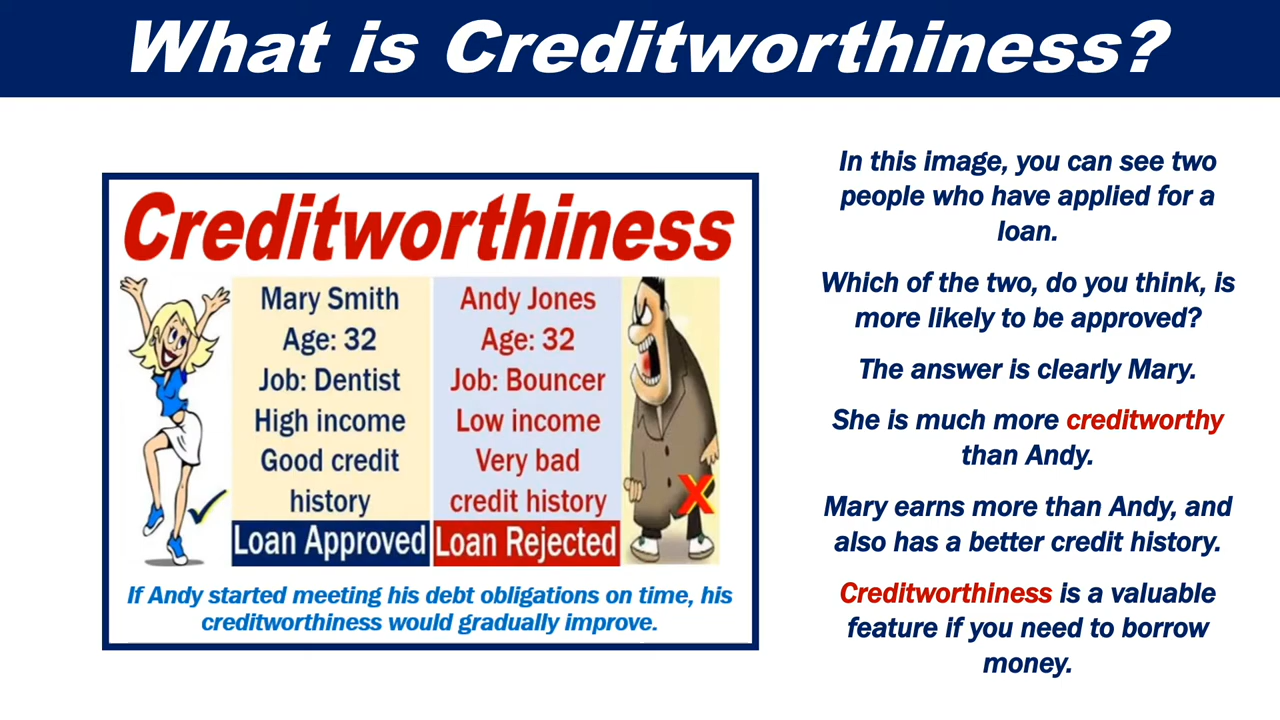 What is Creditworthiness?
Creditworthiness
Mary Smith
Age: 32
Job: Dentist
High income
Good credit
history
Loan Approved
Andy Jones
Age: 32
Job: Bouncer
Low income
Very bad
credit history
Loan Rejected
X
If Andy started meeting his debt obligations on time, his
creditworthiness would gradually improve.
In this image, you can see two
people who have applied for a
loan.
Which of the two, do you think, is
more likely to be approved?
The answer is clearly Mary.
She is much more creditworthy
than Andy.
Mary earns more than Andy, and
also has a better credit history.
Creditworthiness is a valuable
feature if you need to borrow
money.